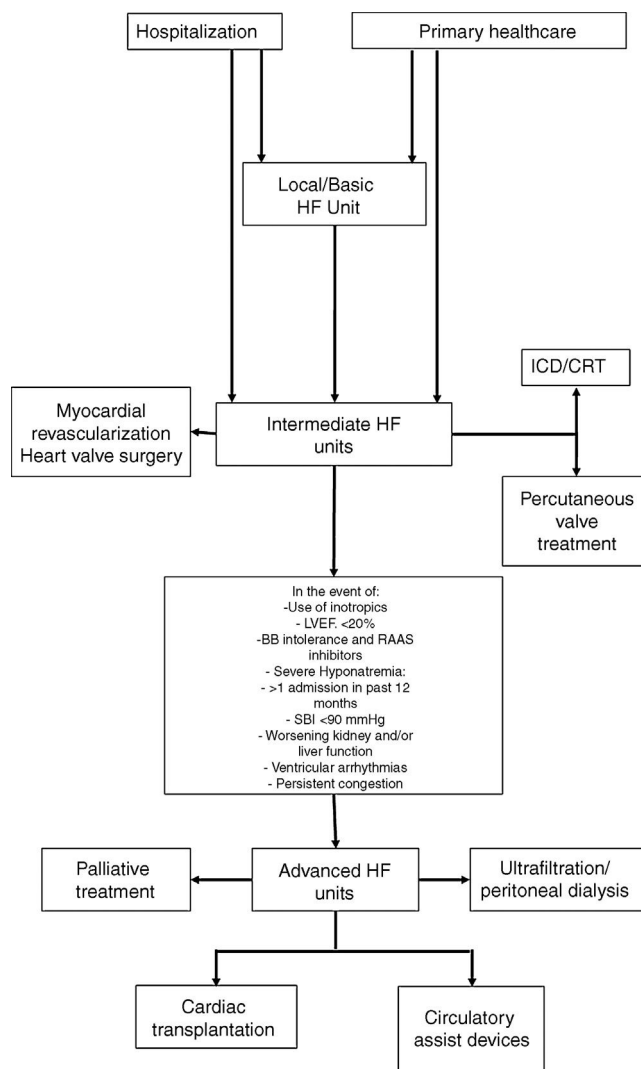 Hospitalization
Primary healthcare
Local/Basic
HF Unit
ICD/CRT
Myocardial
revascularization
Heart valve surgery
Intermediate HF
units
Percutaneous
valve
treatment
In the event of:
-Use of inotropics
- LVEF. <20%
-BB intolerance and RAAS
inhibitors
- Severe Hyponatremia:
- >1 admission in past 12
months
- SBI <90 mmHg
- Worsening kidney and/or
liver function
- Ventricular arrhythmias
- Persistent congestion
Palliative
treatment
Advanced HF
units
Ultrafiltration/
peritoneal dialysis
Cardiac
transplantation
Circulatory
assist devices